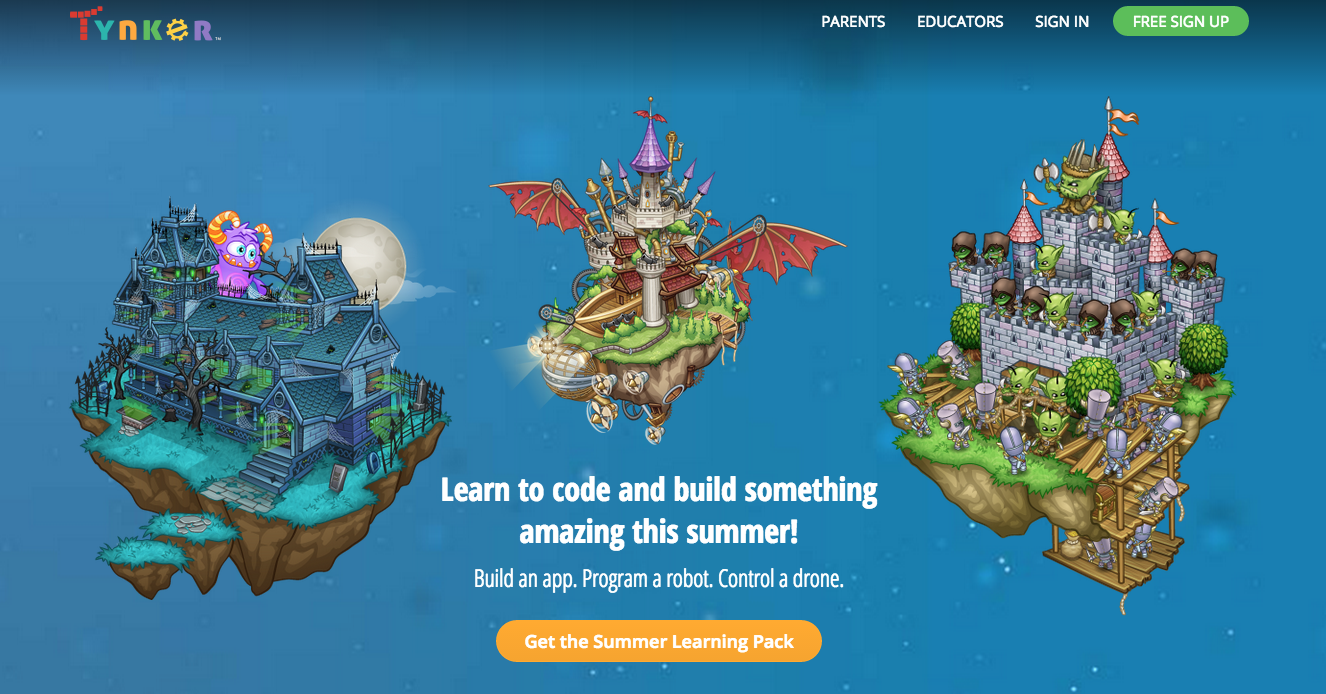 TYNKER™
PARENTS EDUCATORS SIGN IN FREE SIGN UP
Learn to code and build something
amazing this summer!
Build an app. Program a robot. Control a drone.
Get the Summer Learning Pack